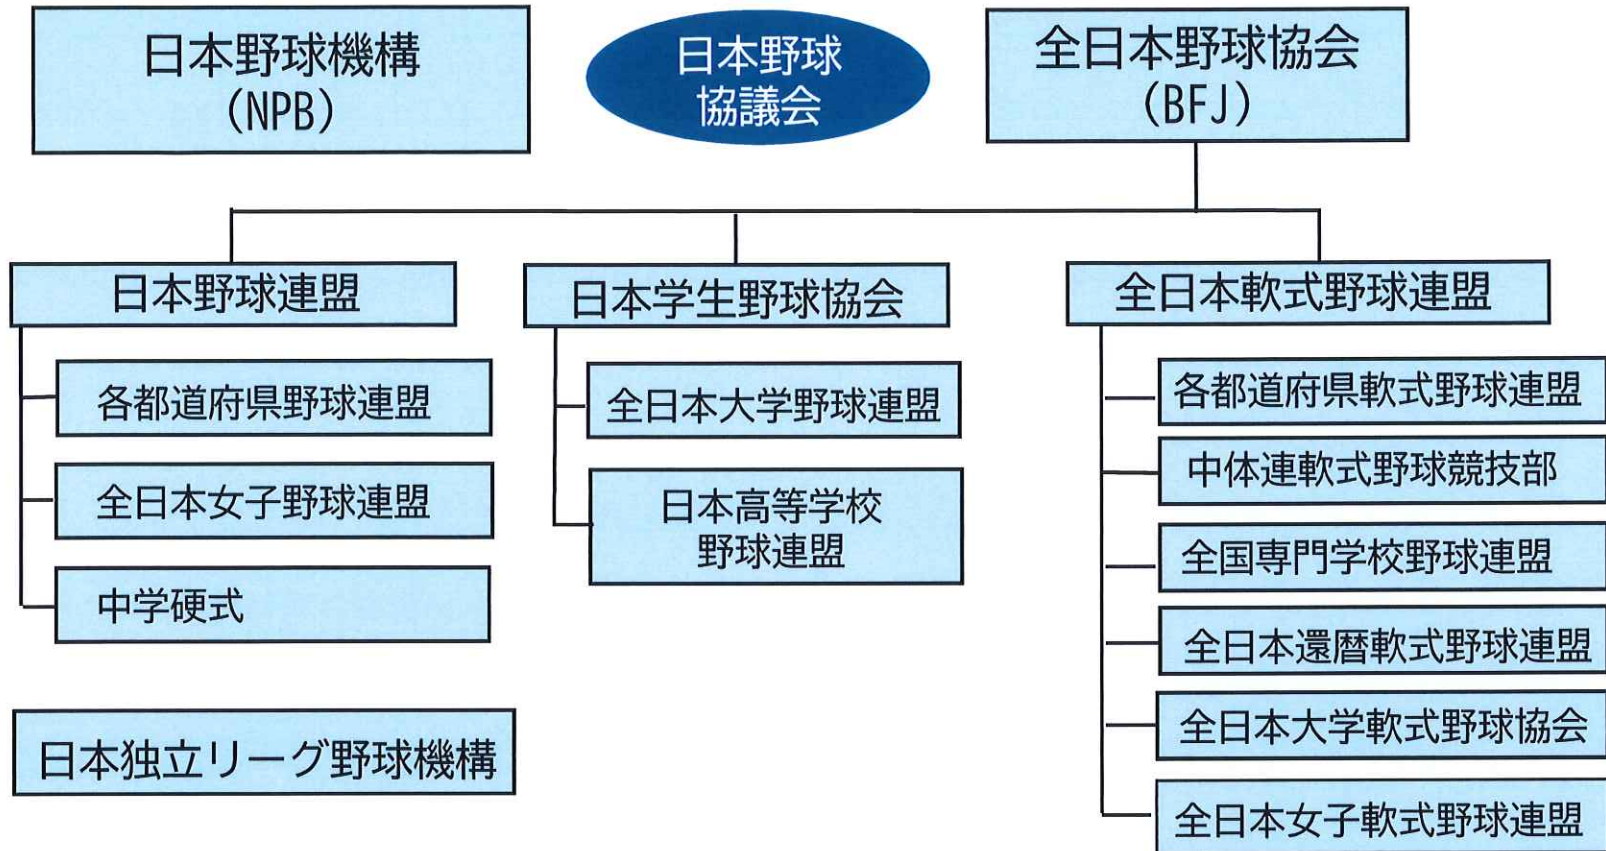 日本野球機構
(NPB)
日本野球
協議会
全日本野球協会
(BFJ)
日本野球連盟
各都道府県野球連盟
全日本女子野球連盟
中学硬式
日本学生野球協会
全日本大学野球連盟
日本高等学校
野球連盟
全日本軟式野球連盟
各都道府県軟式野球連盟
中体連軟式野球競技部
全国専門学校野球連盟
全日本還暦軟式野球連盟
全日本大学軟式野球協会
全日本女子軟式野球連盟
日本独立リーグ野球機構